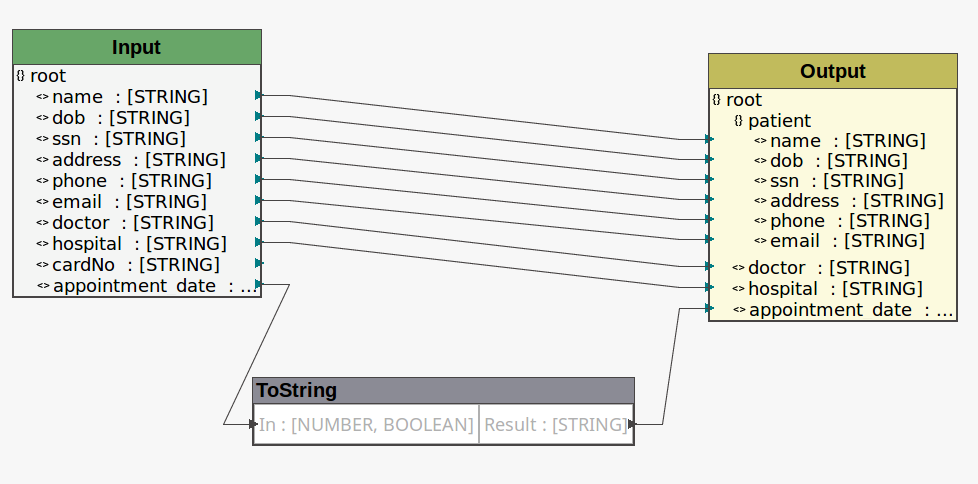 Input
{} root
<> name : [STRING]
<> dob : [STRING]
<> ssn : [STRING]
<> address : [STRING]
<> phone : [STRING]
<> email : [STRING]
<> doctor : [STRING]
<> hospital : [STRING]
<> cardNo : [STRING]
<> appointment_date : ...
Output
{} root
{} patient
<> name : [STRING]
<> dob : [STRING]
<> ssn : [STRING]
<> address : [STRING]
<> phone : [STRING]
<> email : [STRING]
<> doctor : [STRING]
<> hospital : [STRING]
<> appointment_date : ...
ToString
In : [NUMBER, BOOLEAN] Result : [STRING]